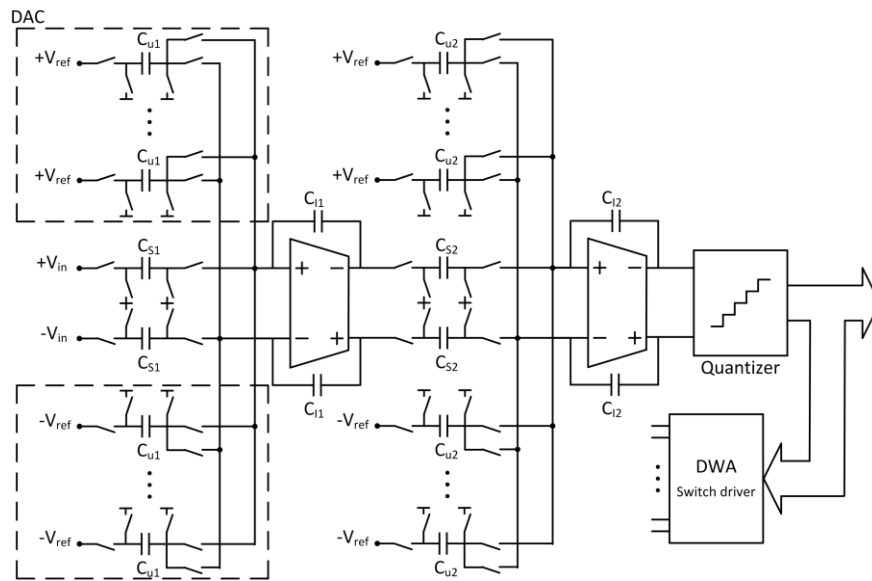 DAC
C_u1 C_u2
+V_ref +V_ref
C_u1 C_u2
+V_ref +V_ref
C_I1 C_I2
C_S1 C_S2
+V_in + − + −
-V_in − + − +
C_S1 C_S2
Quantizer
C_I1 C_I2
-V_ref -V_ref
C_u1 C_u2
DWA
Switch driver
-V_ref -V_ref
C_u1 C_u2